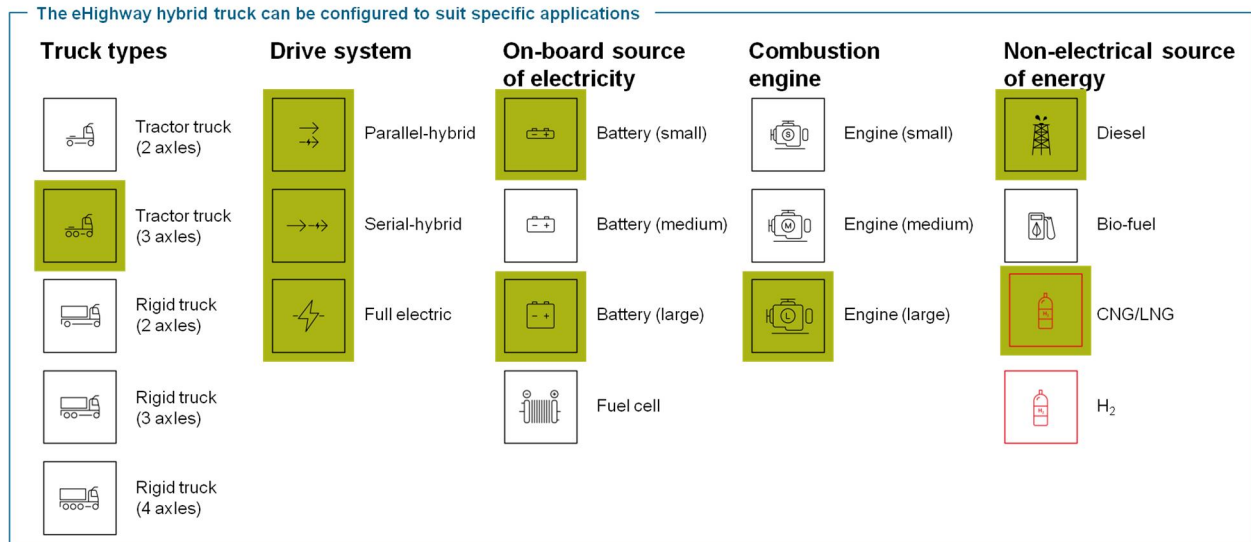 The eHighway hybrid truck can be configured to suit specific applications
Truck types
Tractor truck
(2 axles)
Tractor truck
(3 axles)
Rigid truck
(2 axles)
Rigid truck
(3 axles)
Rigid truck
(4 axles)
Drive system
Parallel-hybrid
Serial-hybrid
Full electric
On-board source
of electricity
Battery (small)
Battery (medium)
Battery (large)
Fuel cell
Combustion
engine
S
Engine (small)
M
Engine (medium)
L
Engine (large)
Non-electrical source
of energy
Diesel
Bio-fuel
H₂
CNG/LNG
H₂
H₂